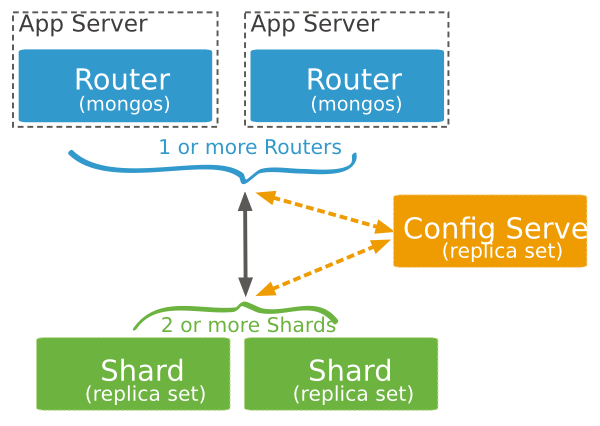 App Server
App Server
Router
(mongos)
Router
(mongos)
1 or more Routers
Config Serve
(replica set)
2 or more Shards
Shard
(replica set)
Shard
(replica set)